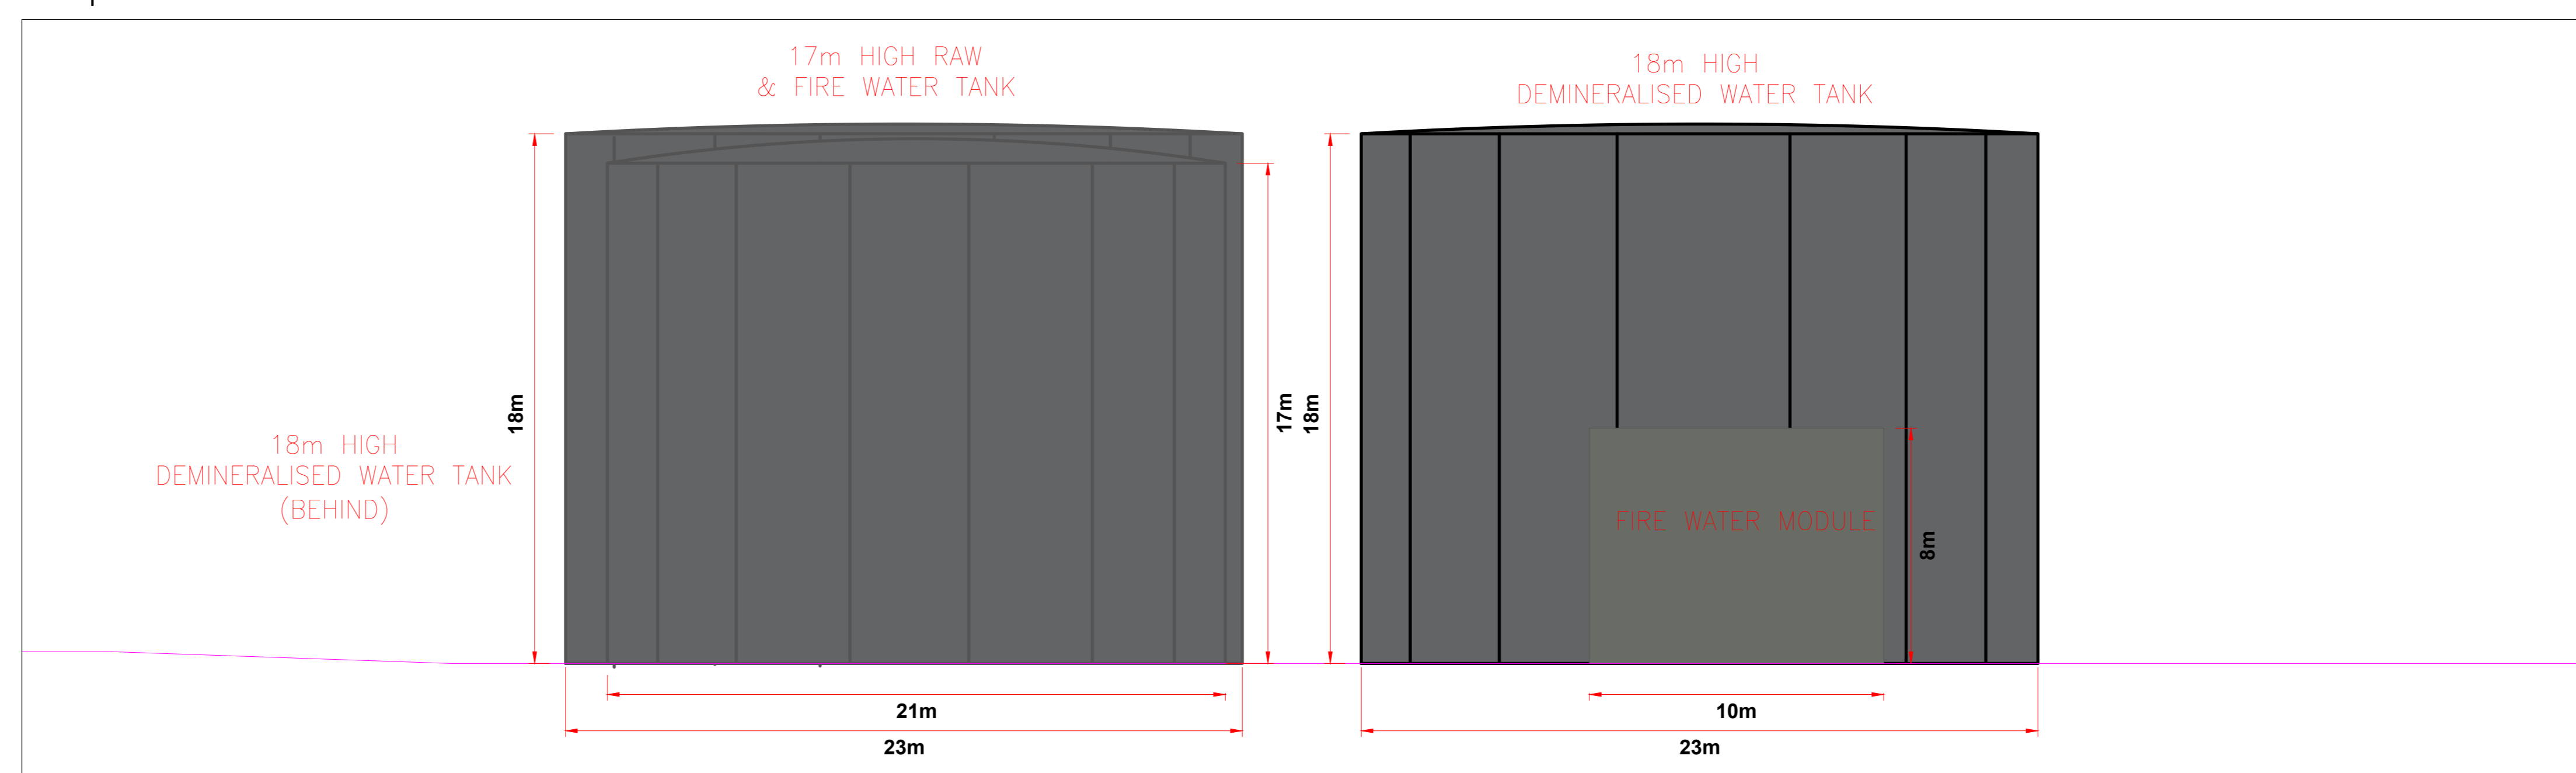 17m HIGH RAW
& FIRE WATER TANK
18m HIGH
DEMINERALISED WATER TANK
18m
17m
18m
18m HIGH
DEMINERALISED WATER TANK
(BEHIND)
FIRE WATER MODULE
8m
21m
10m
23m
23m